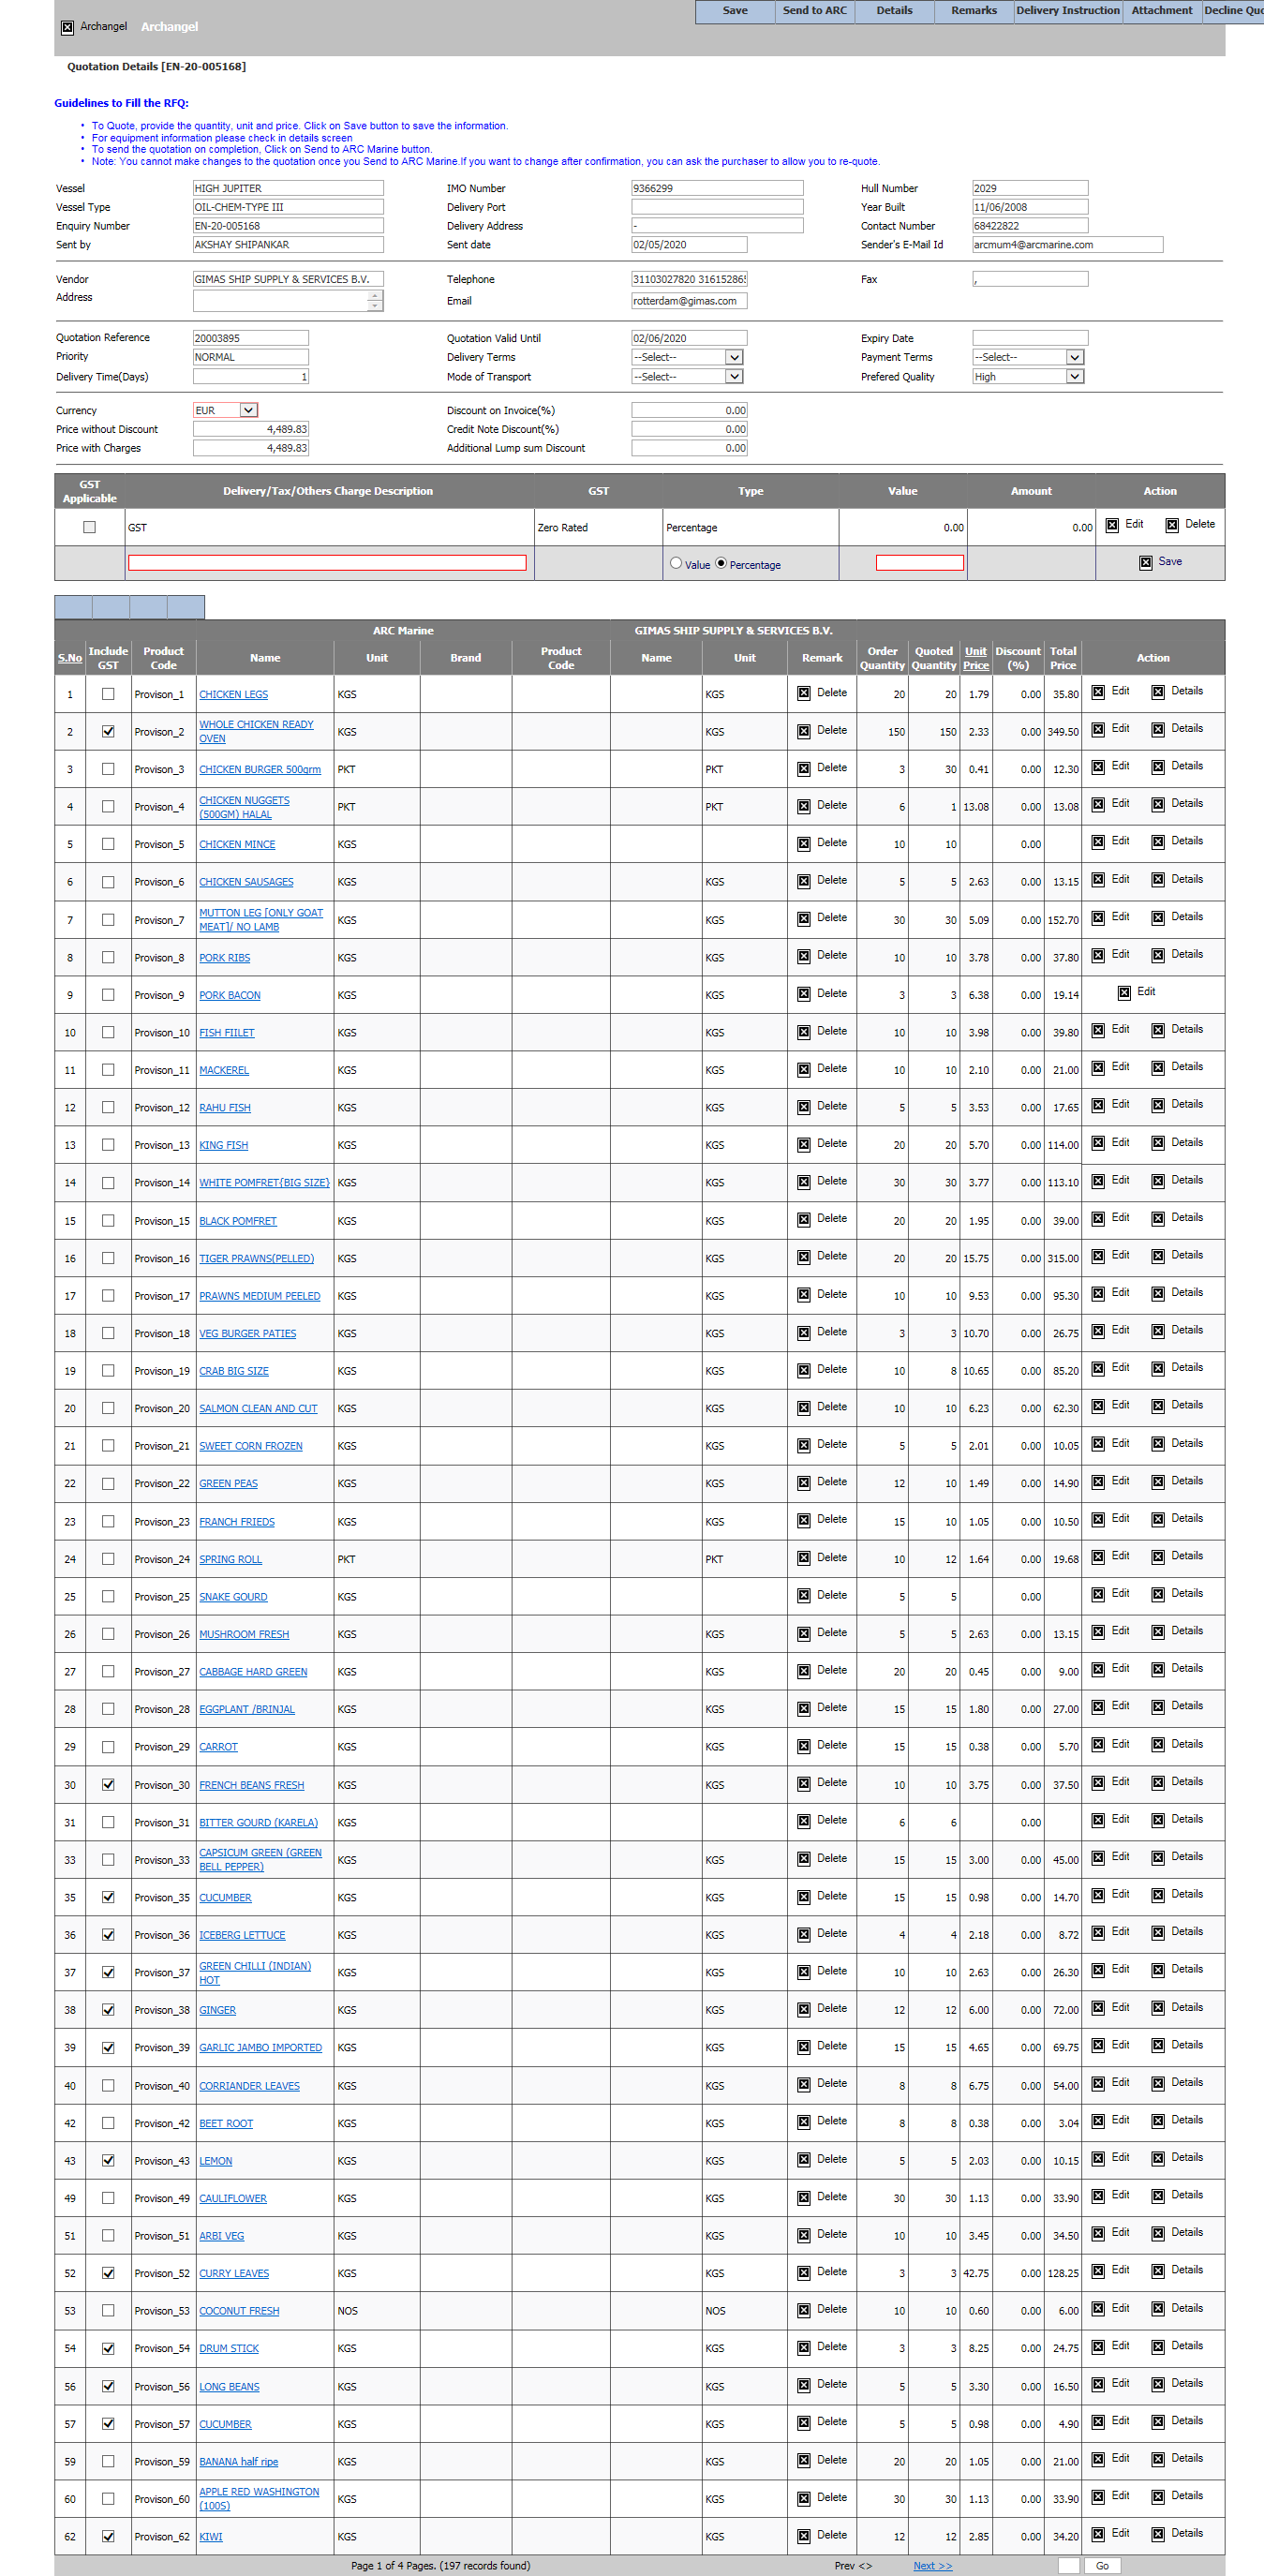 Archangel Archangel Save Send to ARC Details Remarks Delivery Instruction Attachment Decline Quo
Quotation Details [EN-20-005168]
Guidelines to Fill the RFQ:
• To Quote, provide the quantity, unit and price. Click on Save button to save the information.
• For equipment information please check in details screen
• To send the quotation on completion, Click on Send to ARC Marine button.
• Note: You cannot make changes to the quotation once you Send to ARC Marine.If you want to change after confirmation, you can ask the purchaser to allow you to re-quote.
Vessel HIGH JUPITER IMO Number 9366299 Hull Number 2029
Vessel Type OIL-CHEM-TYPE III Delivery Port Year Built 11/06/2008
Enquiry Number EN-20-005168 Delivery Address - Contact Number 68422822
Sent by AKSHAY SHIPANKAR Sent date 02/05/2020 Sender's E-Mail Id arcmum4@arcmarine.com
Vendor GIMAS SHIP SUPPLY & SERVICES B.V. Telephone 31103027820 316152865 Fax ,
Address Email rotterdam@gimas.com
Quotation Reference 20003895 Quotation Valid Until 02/06/2020 Expiry Date
Priority NORMAL Delivery Terms --Select-- Payment Terms --Select--
Delivery Time(Days) 1 Mode of Transport --Select-- Prefered Quality High
Currency EUR Discount on Invoice(%) 0.00
Price without Discount 4,489.83 Credit Note Discount(%) 0.00
Price with Charges 4,489.83 Additional Lump sum Discount 0.00
GST Applicable Delivery/Tax/Others Charge Description GST Type Value Amount Action
GST Zero Rated Percentage 0.00 0.00 Edit Delete
Value Percentage Save
ARC Marine GIMAS SHIP SUPPLY & SERVICES B.V.
S.No Include GST Product Code Name Unit Brand Product Code Name Unit Remark Order Quantity Quoted Quantity Unit Price Discount (%) Total Price Action
1 Provison_1 CHICKEN LEGS KGS KGS Delete 20 20 1.79 0.00 35.80 Edit Details
2 Provison_2 WHOLE CHICKEN READY OVEN KGS KGS Delete 150 150 2.33 0.00 349.50 Edit Details
3 Provison_3 CHICKEN BURGER 500grm PKT PKT Delete 3 30 0.41 0.00 12.30 Edit Details
4 Provison_4 CHICKEN NUGGETS (500GM) HALAL PKT PKT Delete 6 1 13.08 0.00 13.08 Edit Details
5 Provison_5 CHICKEN MINCE KGS Delete 10 10 0.00 Edit Details
6 Provison_6 CHICKEN SAUSAGES KGS KGS Delete 5 5 2.63 0.00 13.15 Edit Details
7 Provison_7 MUTTON LEG [ONLY GOAT MEAT]/ NO LAMB KGS KGS Delete 30 30 5.09 0.00 152.70 Edit Details
8 Provison_8 PORK RIBS KGS KGS Delete 10 10 3.78 0.00 37.80 Edit Details
9 Provison_9 PORK BACON KGS KGS Delete 3 3 6.38 0.00 19.14 Edit
10 Provison_10 FISH FIILET KGS KGS Delete 10 10 3.98 0.00 39.80 Edit Details
11 Provison_11 MACKEREL KGS KGS Delete 10 10 2.10 0.00 21.00 Edit Details
12 Provison_12 RAHU FISH KGS KGS Delete 5 5 3.53 0.00 17.65 Edit Details
13 Provison_13 KING FISH KGS KGS Delete 20 20 5.70 0.00 114.00 Edit Details
14 Provison_14 WHITE POMFRET{BIG SIZE} KGS KGS Delete 30 30 3.77 0.00 113.10 Edit Details
15 Provison_15 BLACK POMFRET KGS KGS Delete 20 20 1.95 0.00 39.00 Edit Details
16 Provison_16 TIGER PRAWNS(PELLED) KGS KGS Delete 20 20 15.75 0.00 315.00 Edit Details
17 Provison_17 PRAWNS MEDIUM PEELED KGS KGS Delete 10 10 9.53 0.00 95.30 Edit Details
18 Provison_18 VEG BURGER PATIES KGS KGS Delete 3 3 10.70 0.00 26.75 Edit Details
19 Provison_19 CRAB BIG SIZE KGS KGS Delete 10 8 10.65 0.00 85.20 Edit Details
20 Provison_20 SALMON CLEAN AND CUT KGS KGS Delete 10 10 6.23 0.00 62.30 Edit Details
21 Provison_21 SWEET CORN FROZEN KGS KGS Delete 5 5 2.01 0.00 10.05 Edit Details
22 Provison_22 GREEN PEAS KGS KGS Delete 12 10 1.49 0.00 14.90 Edit Details
23 Provison_23 FRANCH FRIEDS KGS KGS Delete 15 10 1.05 0.00 10.50 Edit Details
24 Provison_24 SPRING ROLL PKT PKT Delete 10 12 1.64 0.00 19.68 Edit Details
25 Provison_25 SNAKE GOURD KGS Delete 5 5 0.00 Edit Details
26 Provison_26 MUSHROOM FRESH KGS KGS Delete 5 5 2.63 0.00 13.15 Edit Details
27 Provison_27 CABBAGE HARD GREEN KGS KGS Delete 20 20 0.45 0.00 9.00 Edit Details
28 Provison_28 EGGPLANT /BRINJAL KGS KGS Delete 15 15 1.80 0.00 27.00 Edit Details
29 Provison_29 CARROT KGS KGS Delete 15 15 0.38 0.00 5.70 Edit Details
30 Provison_30 FRENCH BEANS FRESH KGS KGS Delete 10 10 3.75 0.00 37.50 Edit Details
31 Provison_31 BITTER GOURD (KARELA) KGS Delete 6 6 0.00 Edit Details
33 Provison_33 CAPSICUM GREEN (GREEN BELL PEPPER) KGS KGS Delete 15 15 3.00 0.00 45.00 Edit Details
35 Provison_35 CUCUMBER KGS KGS Delete 15 15 0.98 0.00 14.70 Edit Details
36 Provison_36 ICEBERG LETTUCE KGS KGS Delete 4 4 2.18 0.00 8.72 Edit Details
37 Provison_37 GREEN CHILLI (INDIAN) HOT KGS KGS Delete 10 10 2.63 0.00 26.30 Edit Details
38 Provison_38 GINGER KGS KGS Delete 12 12 6.00 0.00 72.00 Edit Details
39 Provison_39 GARLIC JAMBO IMPORTED KGS KGS Delete 15 15 4.65 0.00 69.75 Edit Details
40 Provison_40 CORRIANDER LEAVES KGS KGS Delete 8 8 6.75 0.00 54.00 Edit Details
42 Provison_42 BEET ROOT KGS KGS Delete 8 8 0.38 0.00 3.04 Edit Details
43 Provison_43 LEMON KGS KGS Delete 5 5 2.03 0.00 10.15 Edit Details
49 Provison_49 CAULIFLOWER KGS KGS Delete 30 30 1.13 0.00 33.90 Edit Details
51 Provison_51 ARBI VEG KGS KGS Delete 10 10 3.45 0.00 34.50 Edit Details
52 Provison_52 CURRY LEAVES KGS KGS Delete 3 3 42.75 0.00 128.25 Edit Details
53 Provison_53 COCONUT FRESH NOS NOS Delete 10 10 0.60 0.00 6.00 Edit Details
54 Provison_54 DRUM STICK KGS KGS Delete 3 3 8.25 0.00 24.75 Edit Details
56 Provison_56 LONG BEANS KGS KGS Delete 5 5 3.30 0.00 16.50 Edit Details
57 Provison_57 CUCUMBER KGS KGS Delete 5 5 0.98 0.00 4.90 Edit Details
59 Provison_59 BANANA half ripe KGS KGS Delete 20 20 1.05 0.00 21.00 Edit Details
60 Provison_60 APPLE RED WASHINGTON (100S) KGS KGS Delete 30 30 1.13 0.00 33.90 Edit Details
62 Provison_62 KIWI KGS KGS Delete 12 12 2.85 0.00 34.20 Edit Details
Page 1 of 4 Pages. (197 records found) Prev <> Next >> Go